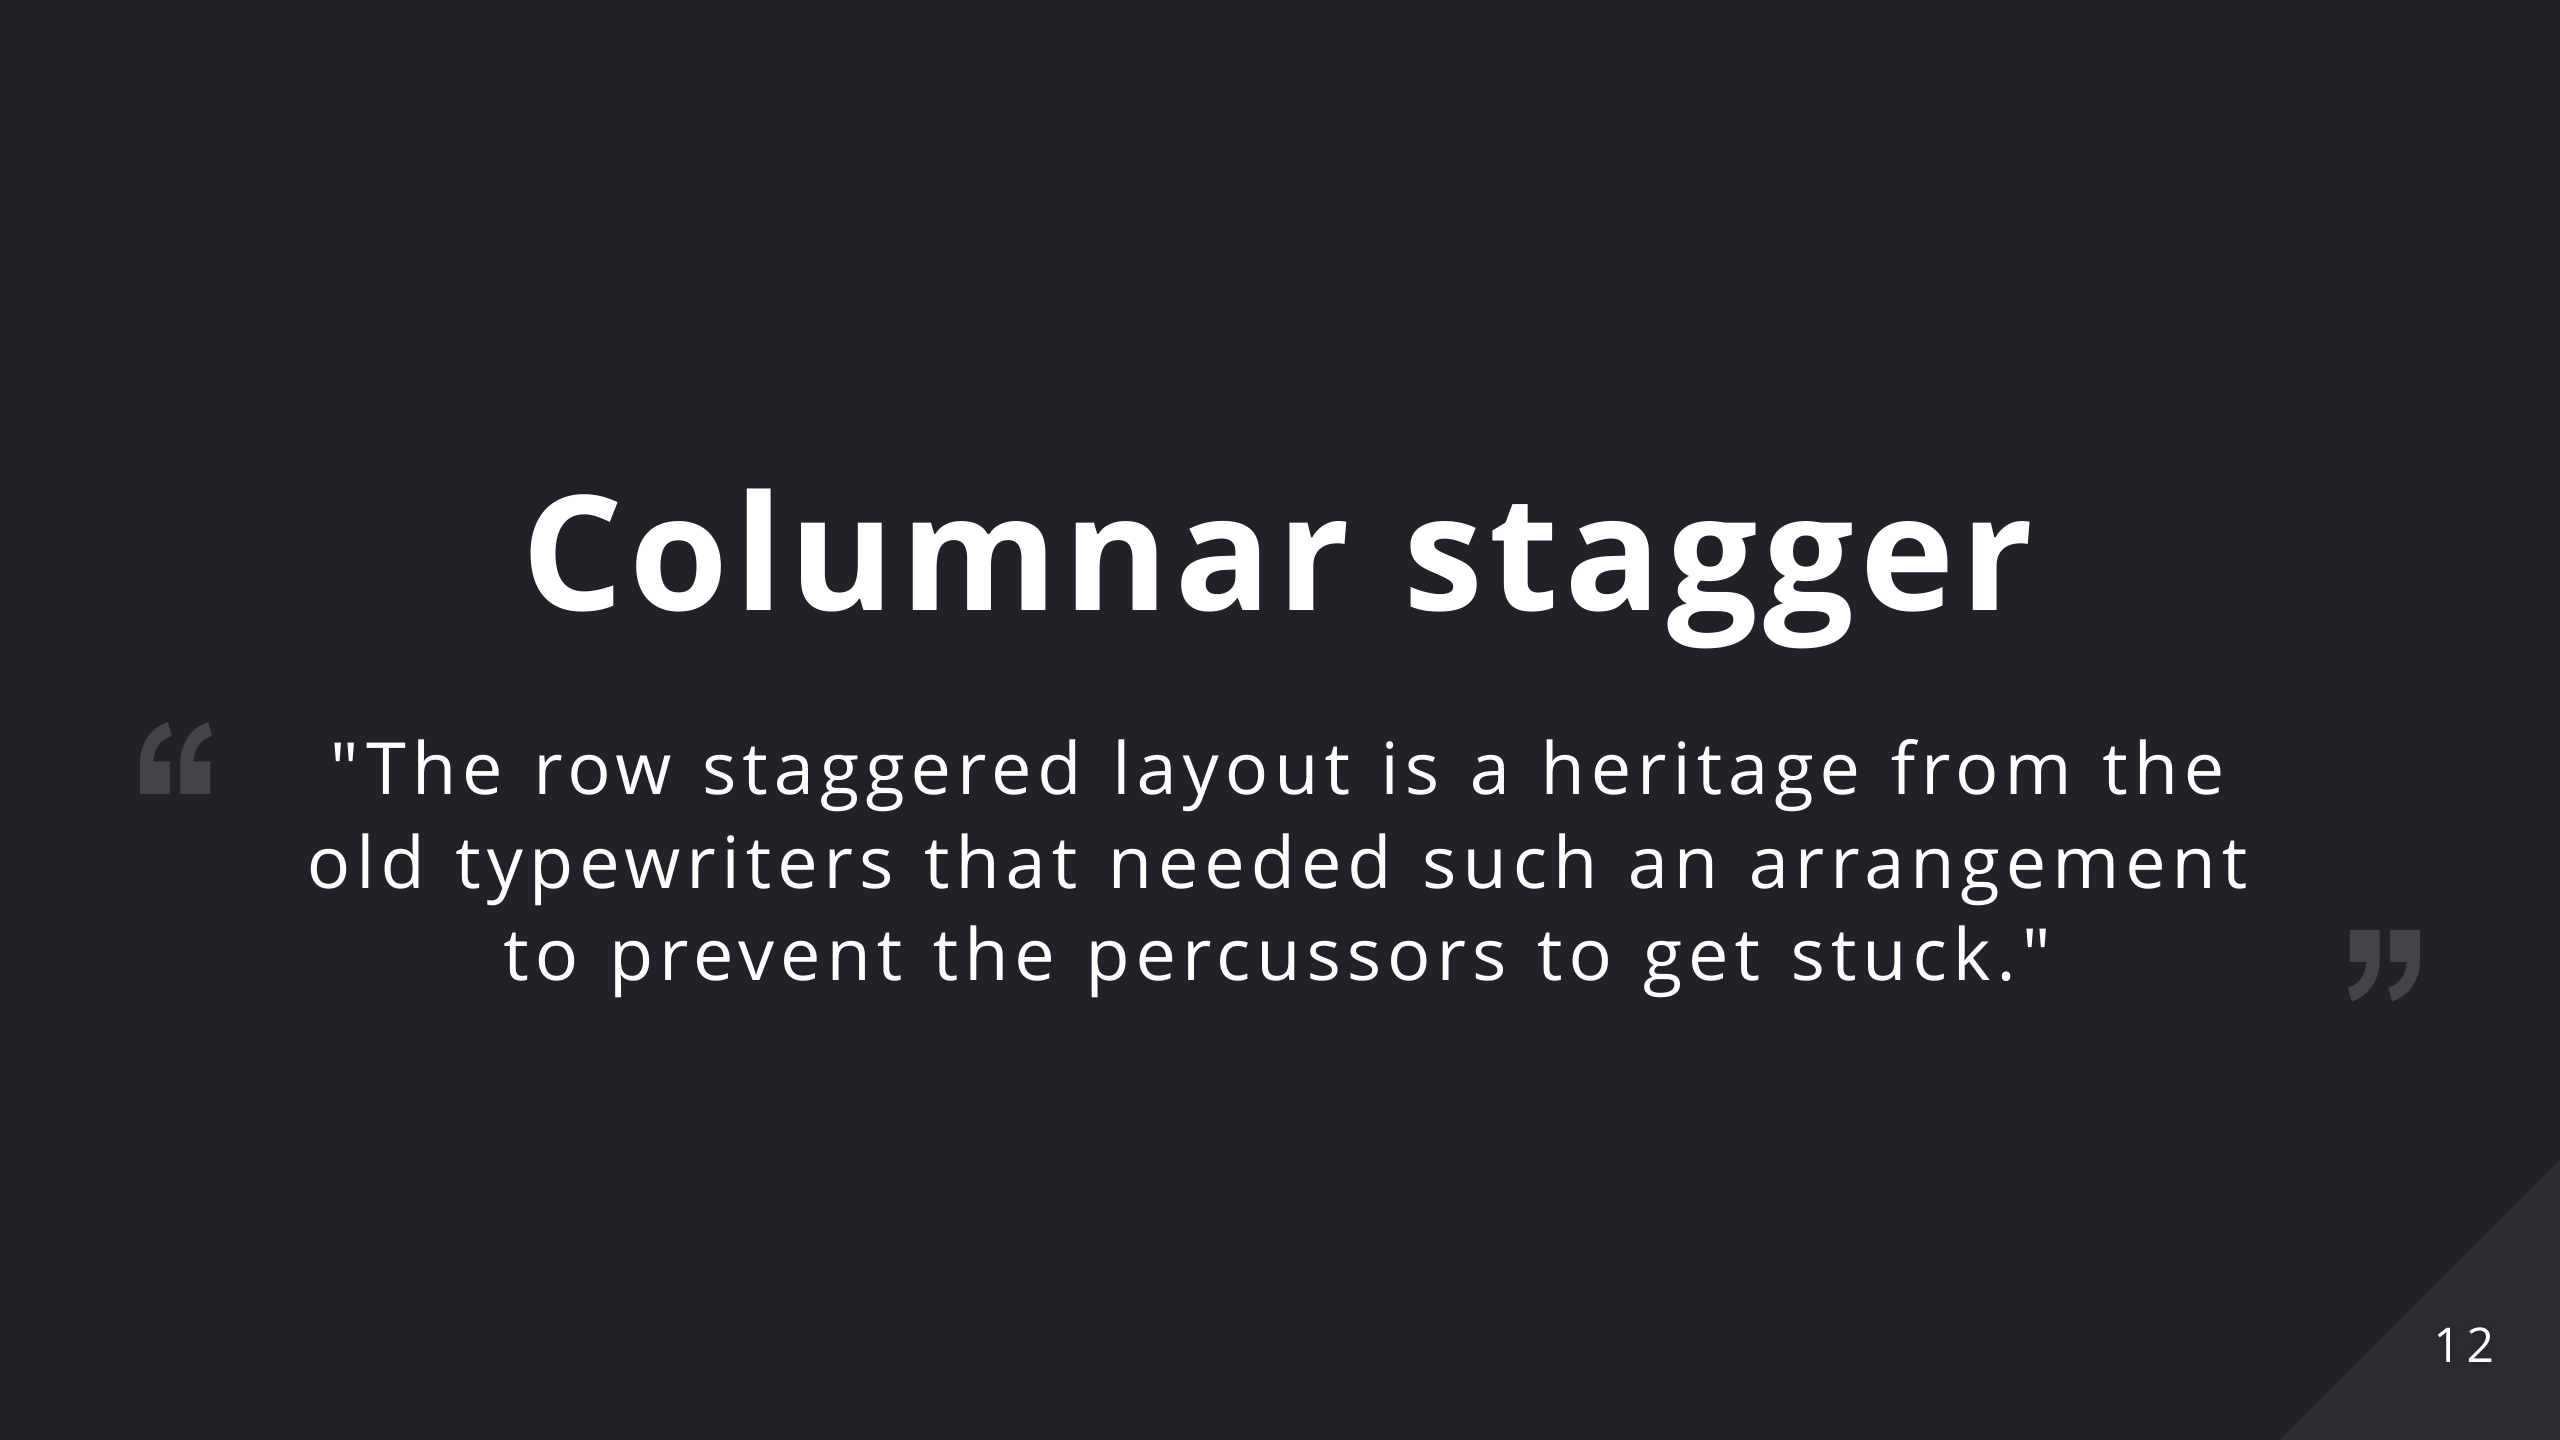 Columnar stagger
"The row staggered layout is a heritage from the
old typewriters that needed such an arrangement
to prevent the percussors to get stuck."
12